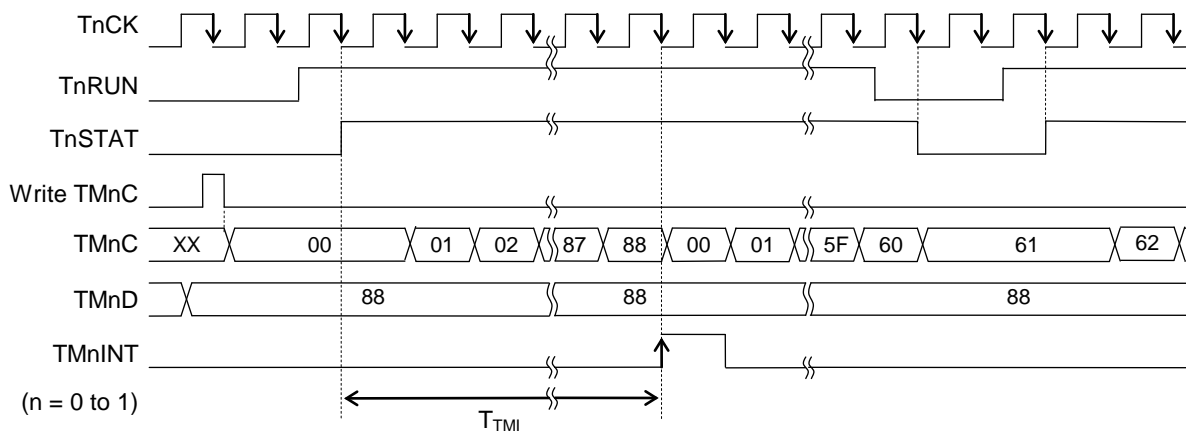 TnCK
TnRUN
TnSTAT
Write TMnC
TMnC XX 00 01 02 87 88 00 01 5F 60 61 62
TMnD 88 88 88
TMnINT
(n = 0 to 1) TTMI